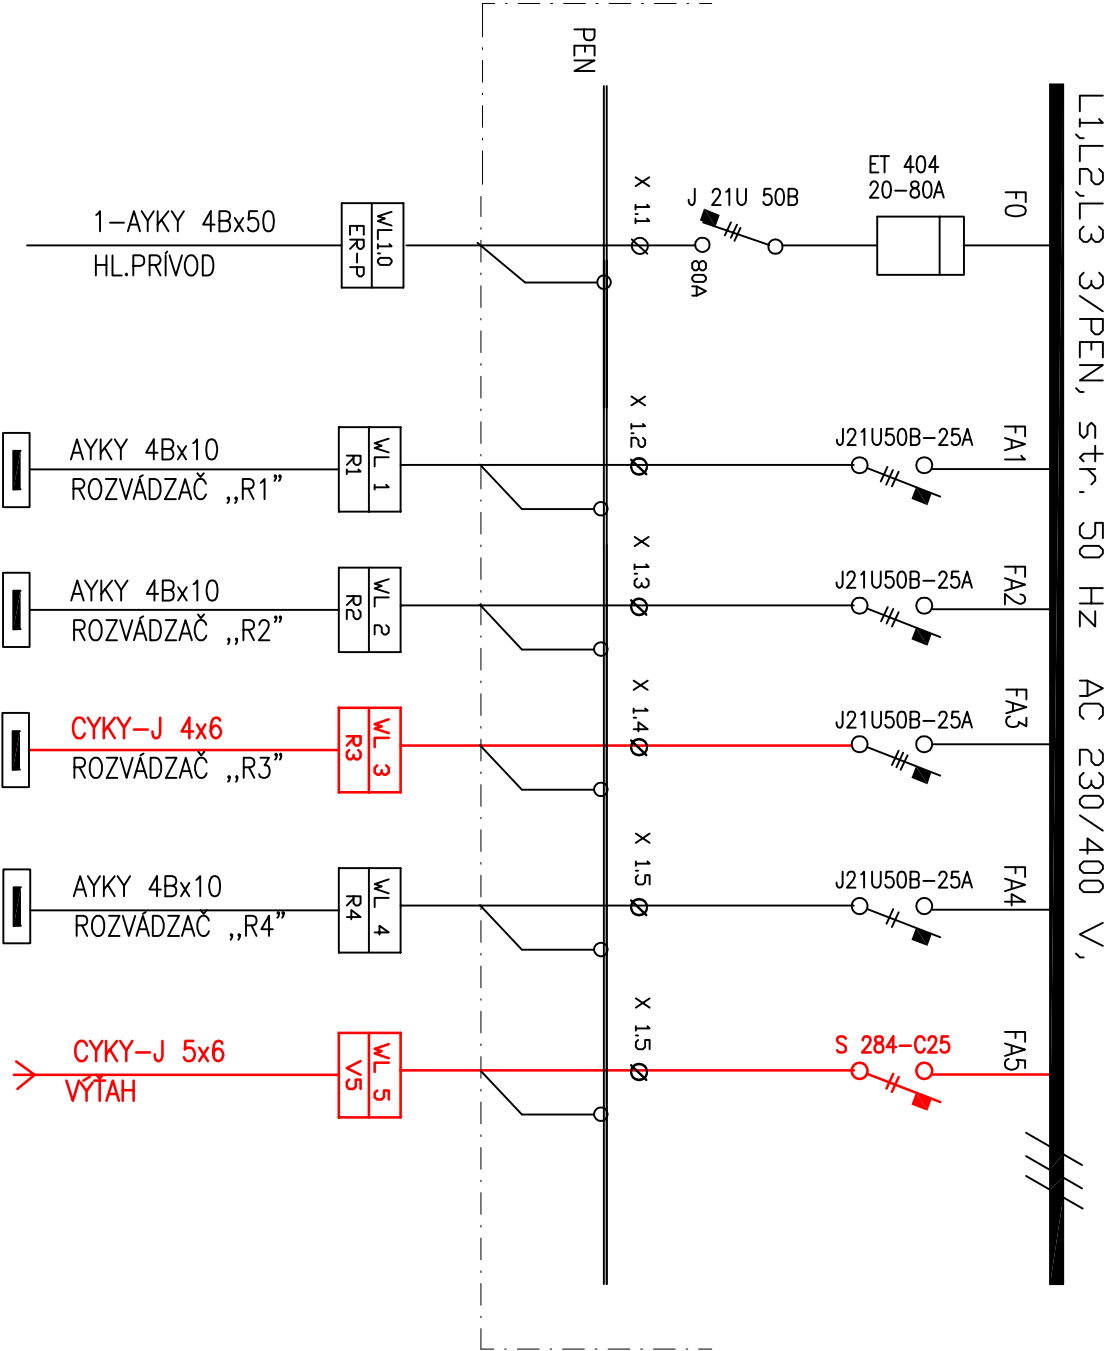 L1,L2,L3 3/PEN, str. 50 Hz AC 230/400 V,
PEN
F0
ET 404
20-80A
J 21U 50B
80A
X 1.1
WL1.0
ER-P
1-AYKY 4Bx50
HL.PRÍVOD
FA1
J21U50B-25A
X 1.2
WL 1
R1
AYKY 4Bx10
ROZVÁDZAČ „R1”
FA2
J21U50B-25A
X 1.3
WL 2
R2
AYKY 4Bx10
ROZVÁDZAČ „R2”
FA3
J21U50B-25A
X 1.4
WL 3
R3
CYKY-J 4x6
ROZVÁDZAČ „R3”
FA4
J21U50B-25A
X 1.5
WL 4
R4
AYKY 4Bx10
ROZVÁDZAČ „R4”
FA5
S 284-C25
X 1.5
WL 5
V5
CYKY-J 5x6
VÝŤAH